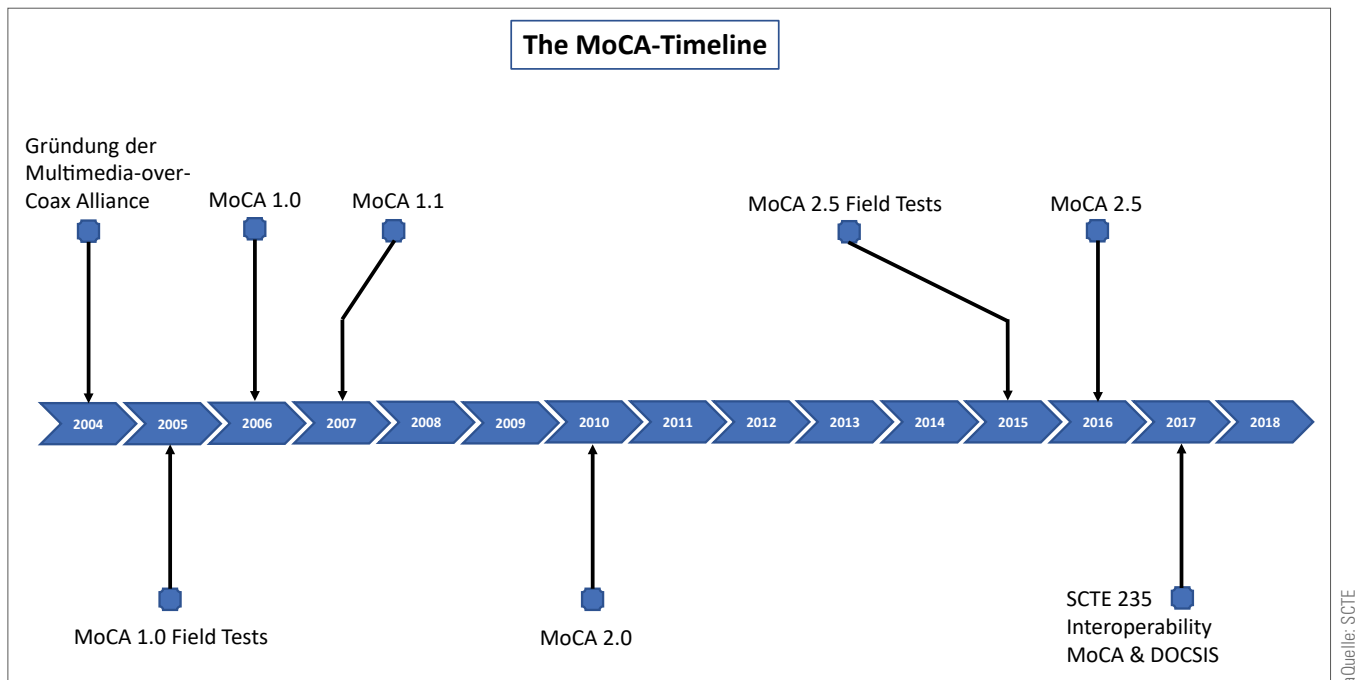 The MoCA-Timeline
Gründung der
Multimedia-over-
Coax Alliance
MoCA 1.0
MoCA 1.1
MoCA 2.5 Field Tests
MoCA 2.5
2004
2005
2006
2007
2008
2009
2010
2011
2012
2013
2014
2015
2016
2017
2018
MoCA 1.0 Field Tests
MoCA 2.0
SCTE 235
Interoperability
MoCA & DOCSIS
Quelle: SCTE